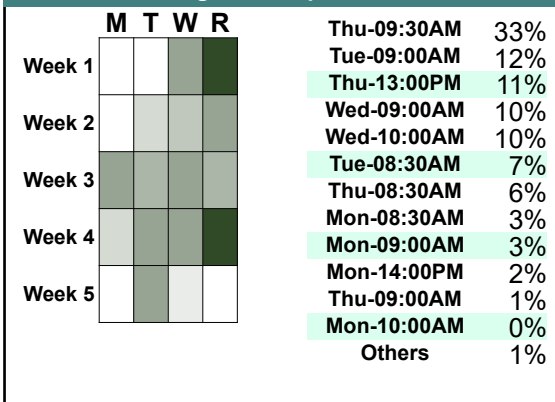 M T W R
Week 1
Week 2
Week 3
Week 4
Week 5
Thu-09:30AM 33%
Tue-09:00AM 12%
Thu-13:00PM 11%
Wed-09:00AM 10%
Wed-10:00AM 10%
Tue-08:30AM 7%
Thu-08:30AM 6%
Mon-08:30AM 3%
Mon-09:00AM 3%
Mon-14:00PM 2%
Thu-09:00AM 1%
Mon-10:00AM 0%
Others 1%